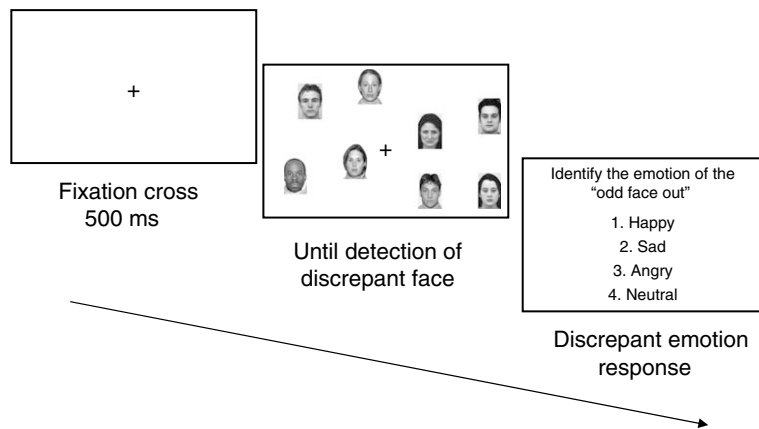 +
Fixation cross
500 ms
+
Until detection of
discrepant face
Identify the emotion of the
“odd face out”
1. Happy
2. Sad
3. Angry
4. Neutral
Discrepant emotion
response